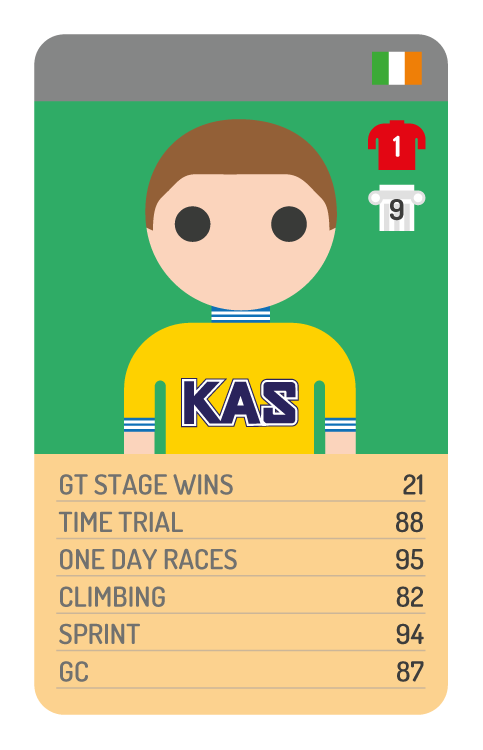 1
9
KAS
GT STAGE WINS 21
TIME TRIAL 88
ONE DAY RACES 95
CLIMBING 82
SPRINT 94
GC 87